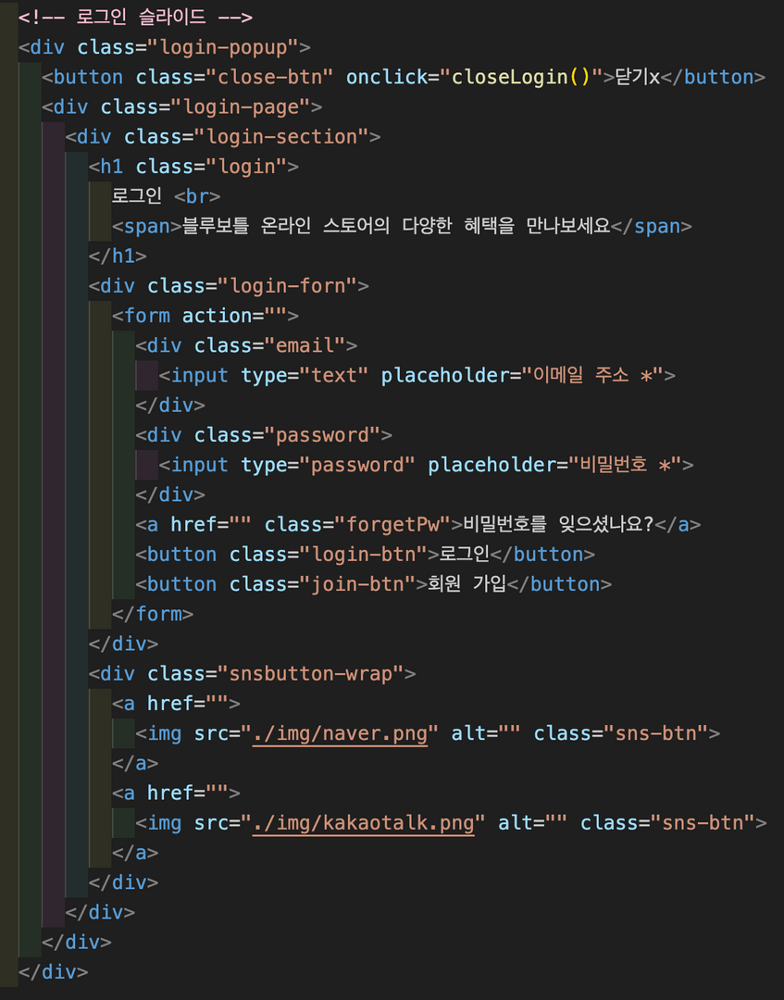 <!-- 로그인 슬라이드 -->
<div class="login-popup">
<button class="close-btn" onclick="closeLogin()">닫기x</button>
<div class="login-page">
<div class="login-section">
<h1 class="login">
로그인 <br>
<span>블루보틀 온라인 스토어의 다양한 혜택을 만나보세요</span>
</h1>
<div class="login-forn">
<form action="">
<div class="email">
<input type="text" placeholder="이메일 주소 *">
</div>
<div class="password">
<input type="password" placeholder="비밀번호 *">
</div>
<a href="" class="forgetPw">비밀번호를 잊으셨나요?</a>
<button class="login-btn">로그인</button>
<button class="join-btn">회원 가입</button>
</form>
</div>
<div class="snsbutton-wrap">
<a href="">
<img src="./img/naver.png" alt="" class="sns-btn">
</a>
<a href="">
<img src="./img/kakaotalk.png" alt="" class="sns-btn">
</a>
</div>
</div>
</div>
</div>